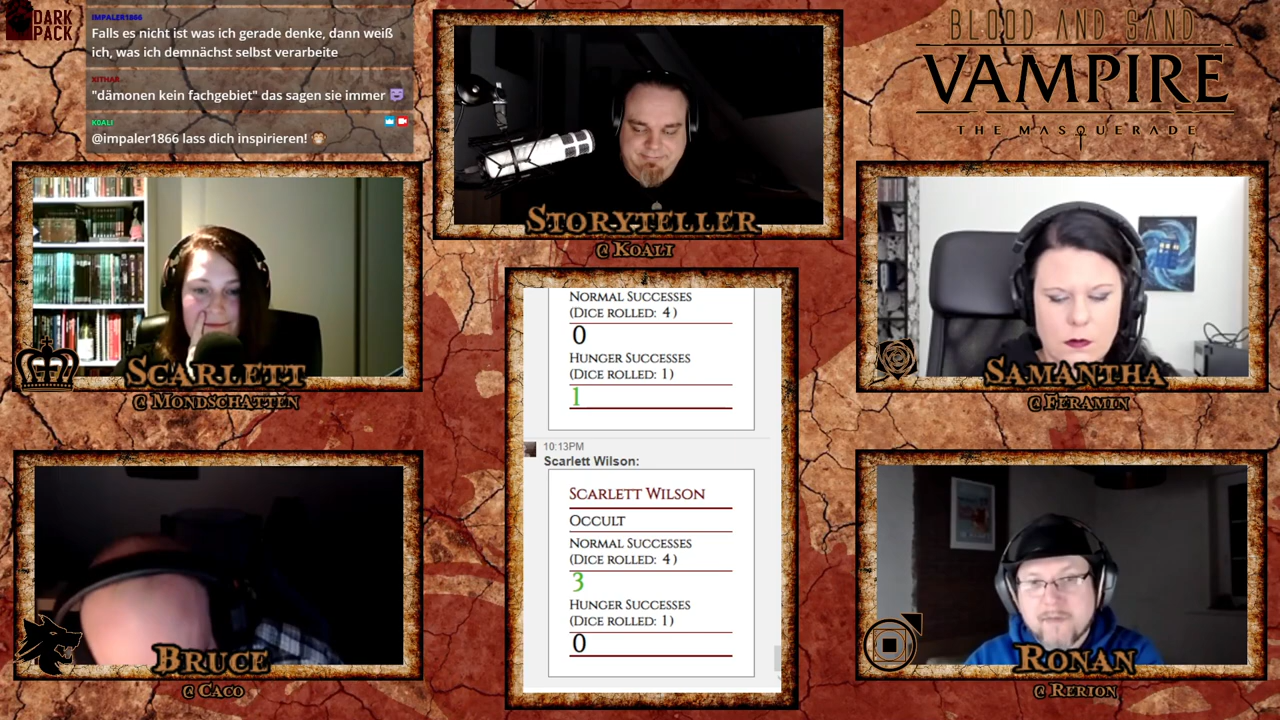 DARK
PACK
IMPALER1866
Falls es nicht ist was ich gerade denke, dann weiß
ich, was ich demnächst selbst verarbeite
XITHAR
"dämonen kein fachgebiet" das sagen sie immer
KOALI
@impaler1866 lass dich inspirieren!
BLOOD AND SAND
VAMPIRE
THE MASQUERADE
STORYTELLER
@ KOALI
SCARLETT
@ MONDSCHATTEN
SAMANTHA
@ FERAMIN
NORMAL SUCCESSES
(DICE ROLLED: 4 )
0
HUNGER SUCCESSES
(DICE ROLLED: 1 )
1
10:13PM
Scarlett Wilson:
SCARLETT WILSON
OCCULT
NORMAL SUCCESSES
(DICE ROLLED: 4 )
3
HUNGER SUCCESSES
(DICE ROLLED: 1 )
0
BRUCE
@ CACO
RONAN
@ RERION